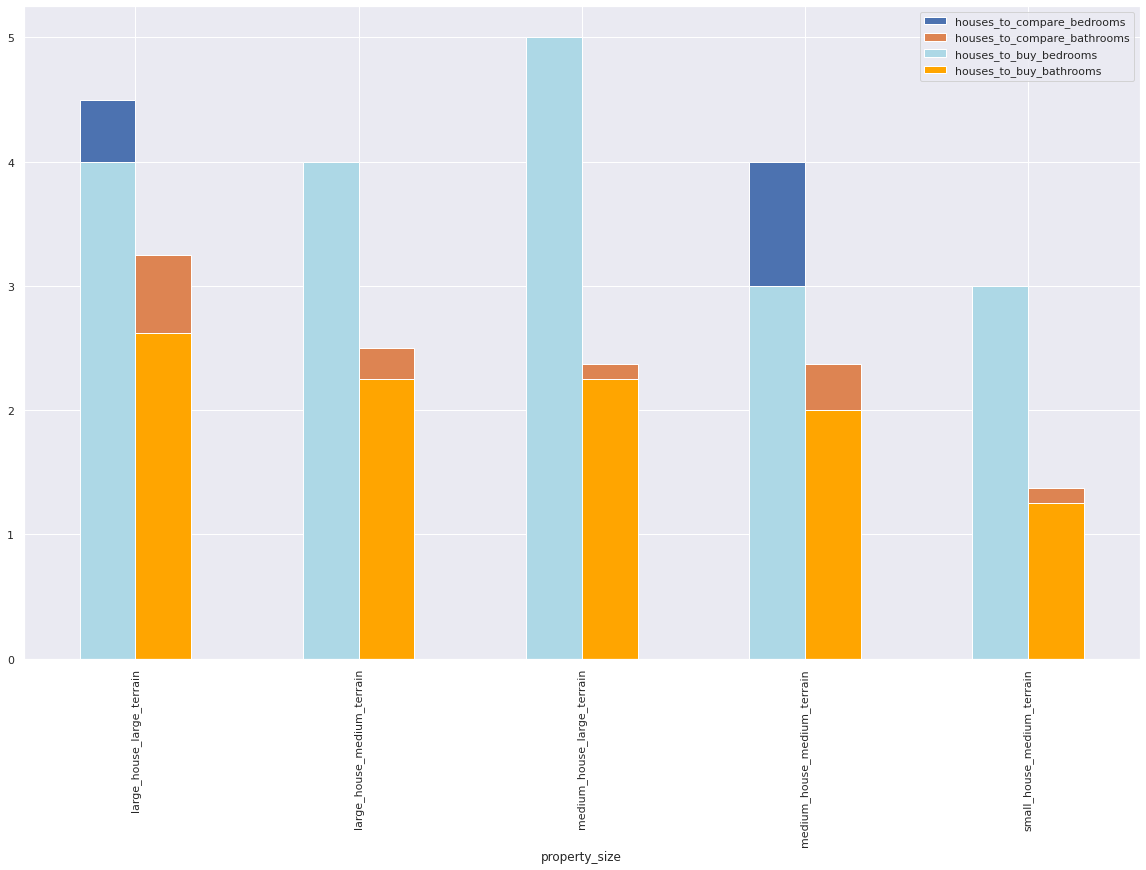 houses_to_compare_bedrooms
houses_to_compare_bathrooms
houses_to_buy_bedrooms
houses_to_buy_bathrooms
5
4
3
2
1
0
large_house_large_terrain
large_house_medium_terrain
medium_house_large_terrain
medium_house_medium_terrain
small_house_medium_terrain
property_size